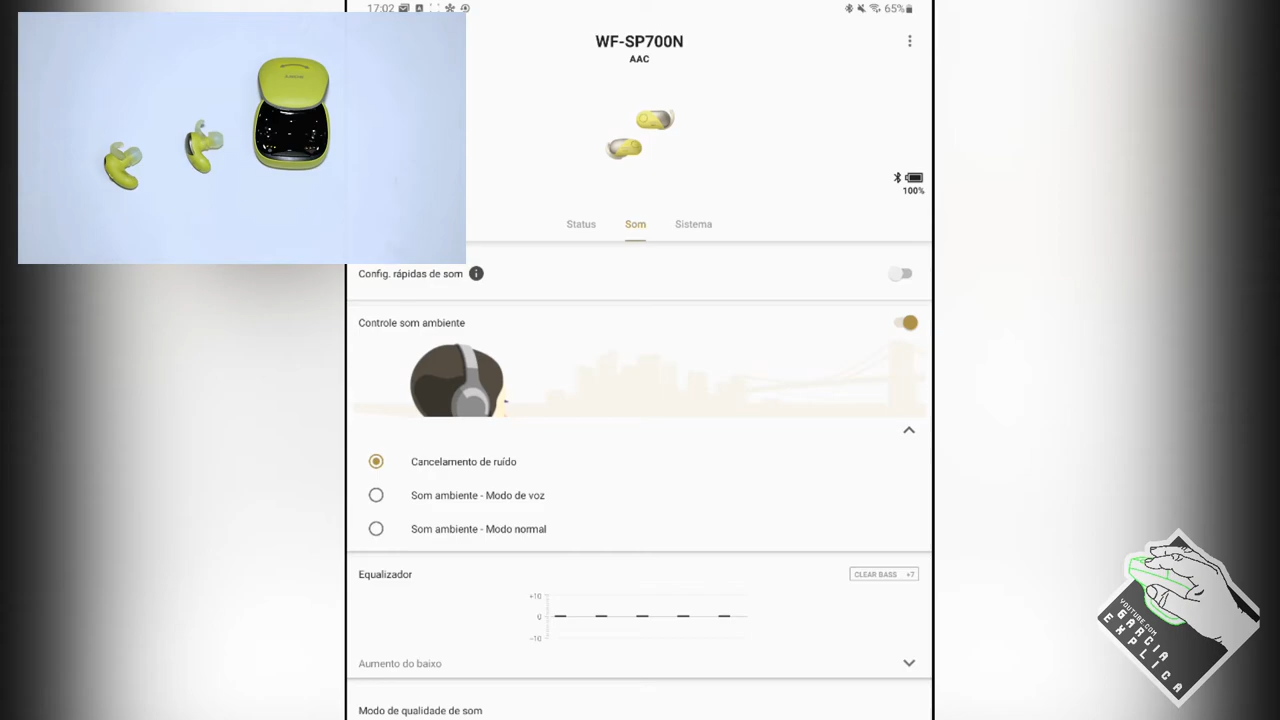 17:02
65%
WF-SP700N
AAC
100%
Status Som Sistema
Config. rápidas de som
Controle som ambiente
Cancelamento de ruído
Som ambiente - Modo de voz
Som ambiente - Modo normal
Equalizador
CLEAR BASS +7
+10
0
-10
Aumento do baixo
Modo de qualidade de som
YOUTUBE.COM
GARCIA
EXPLICA